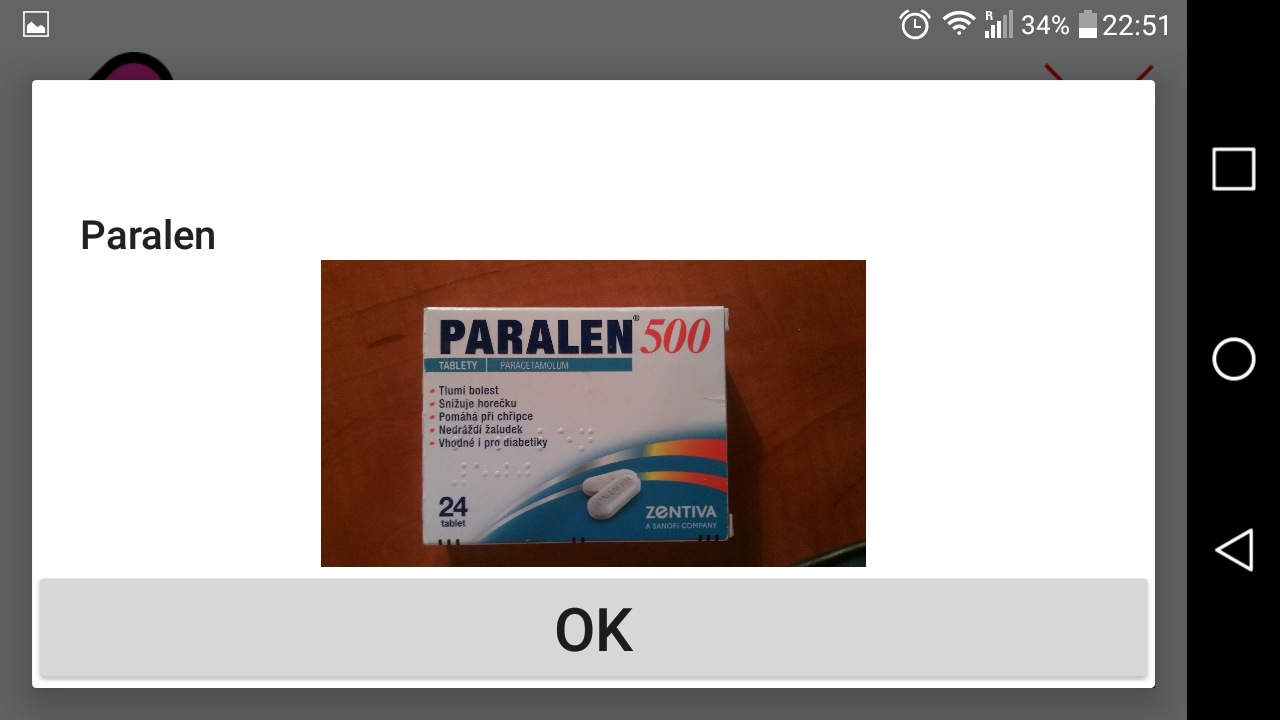 R 34% 22:51
Paralen
PARALEN® 500
TABLETY PARACETAMOLUM
Tlumí bolest
Snižuje horečku
Pomáhá při chřipce
Nedráždí žaludek
Vhodné i pro diabetiky
24
tablet
ZENTIVA
A SANOFI COMPANY
OK